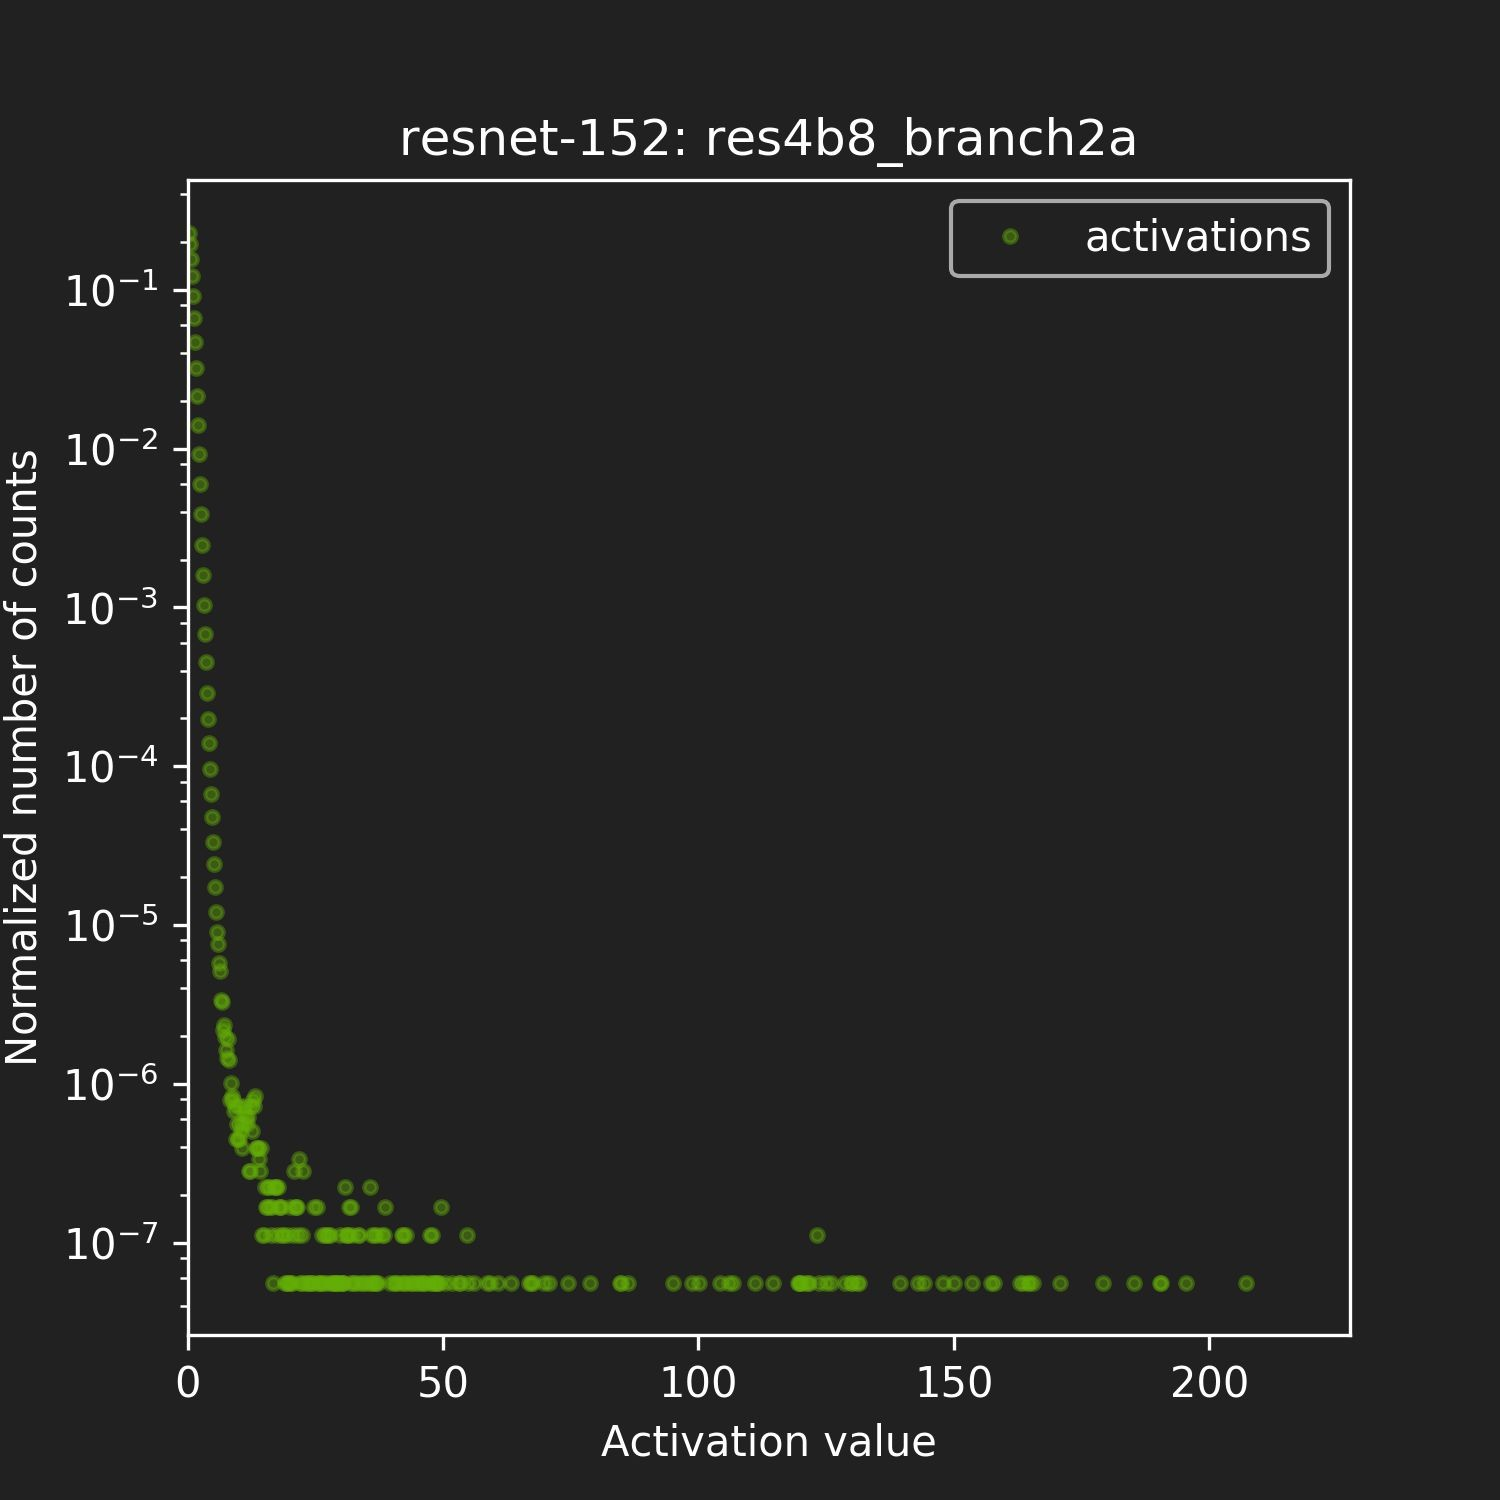 resnet-152: res4b8_branch2a
activations
Normalized number of counts
10⁻¹
10⁻²
10⁻³
10⁻⁴
10⁻⁵
10⁻⁶
10⁻⁷
0 50 100 150 200
Activation value